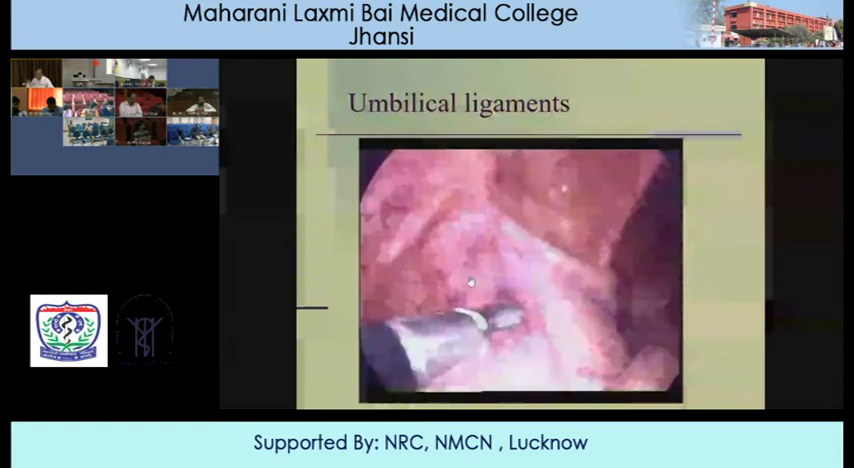 Maharani Laxmi Bai Medical College
Jhansi
Umbilical ligaments
Supported By: NRC, NMCN , Lucknow